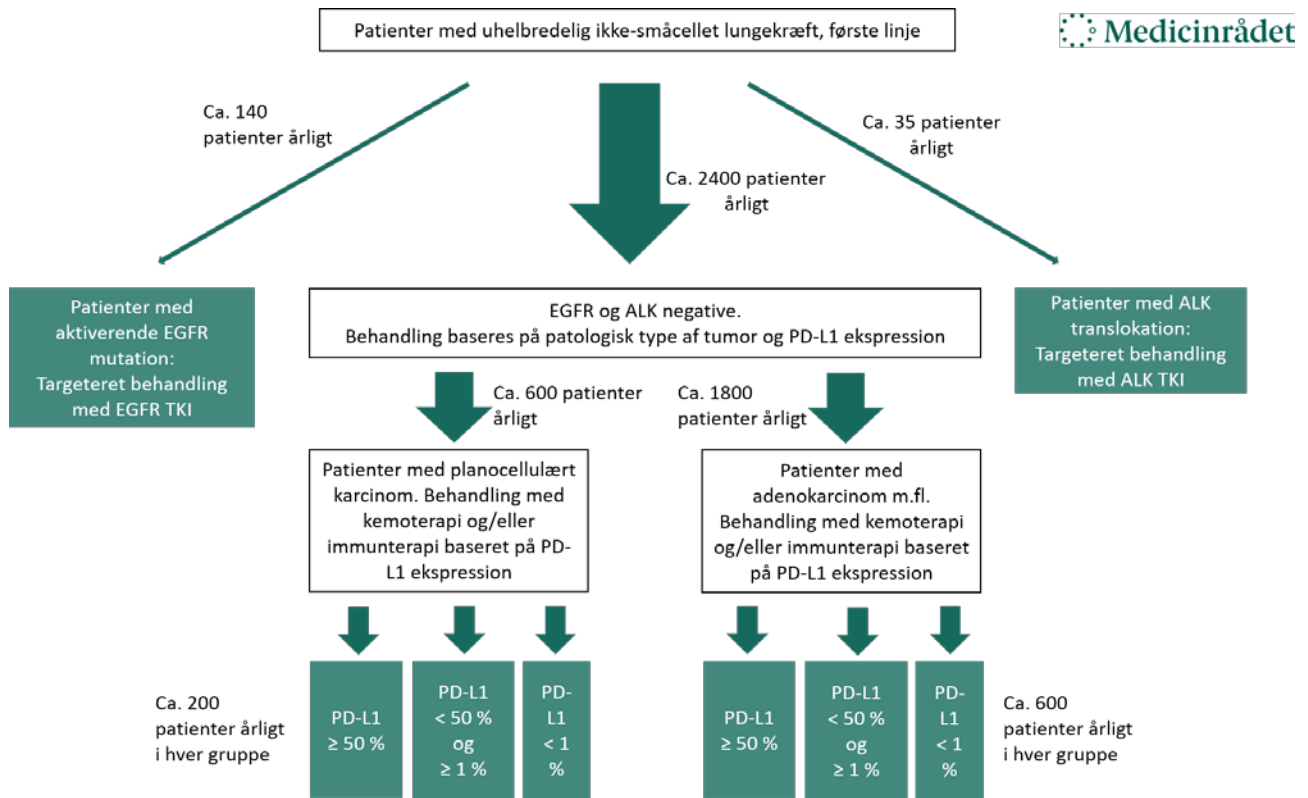 Patienter med uhelbredelig ikke-småcellet lungekræft, første linje
Medicinrådet
Ca. 140
patienter årligt
Ca. 2400 patienter
årligt
Ca. 35 patienter
årligt
Patienter med
aktiverende EGFR
mutation:
Targeteret behandling
med EGFR TKI
EGFR og ALK negative.
Behandling baseres på patologisk type af tumor og PD-L1 ekspression
Patienter med ALK
translokation:
Targeteret behandling
med ALK TKI
Ca. 600 patienter
årligt
Ca. 1800
patienter årligt
Patienter med planocellulært
karcinom. Behandling med
kemoterapi og/eller
immunterapi baseret på PD-
L1 ekspression
Patienter med
adenokarcinom m.fl.
Behandling med kemoterapi
og/eller immunterapi baseret
på PD-L1 ekspression
Ca. 200
patienter årligt
i hver gruppe
PD-L1
≥ 50 %
PD-L1
< 50 %
og
≥ 1 %
PD-
L1
< 1
%
PD-L1
≥ 50 %
PD-L1
< 50 %
og
≥ 1 %
PD-
L1
< 1
%
Ca. 600
patienter årligt
i hver gruppe